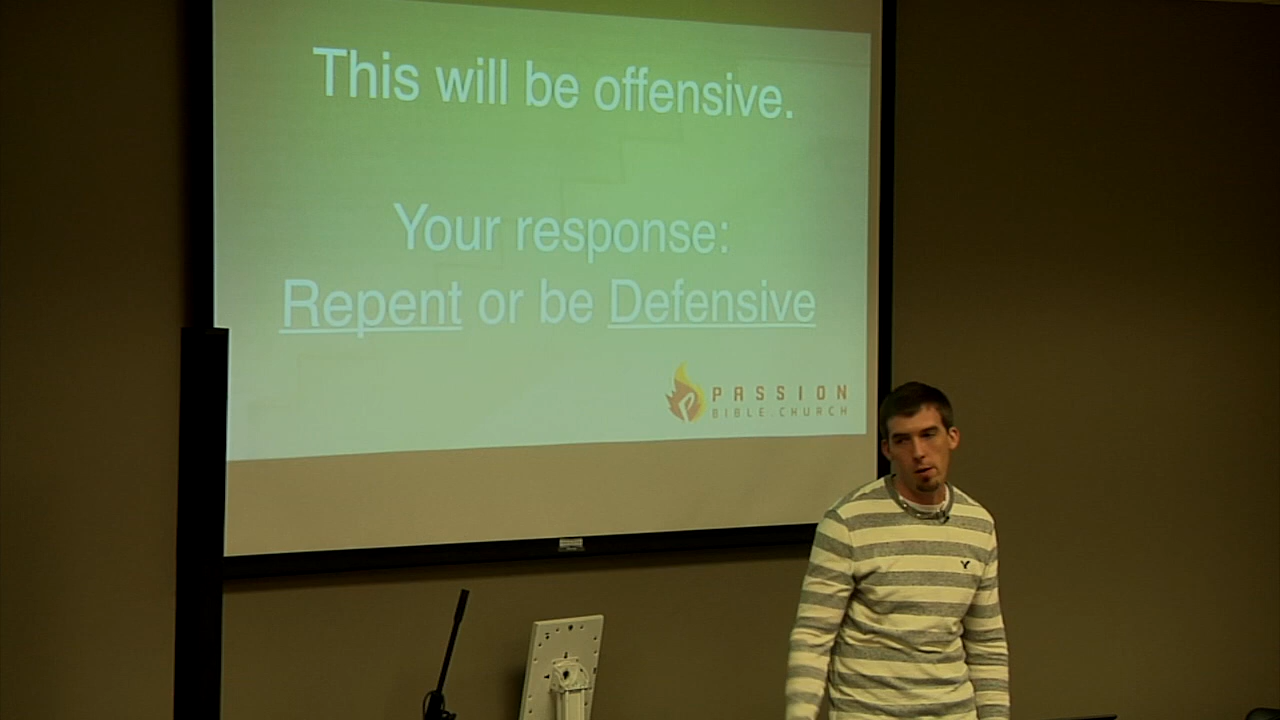 This will be offensive.
Your response:
Repent or be Defensive
PASSION
BIBLE.CHURCH